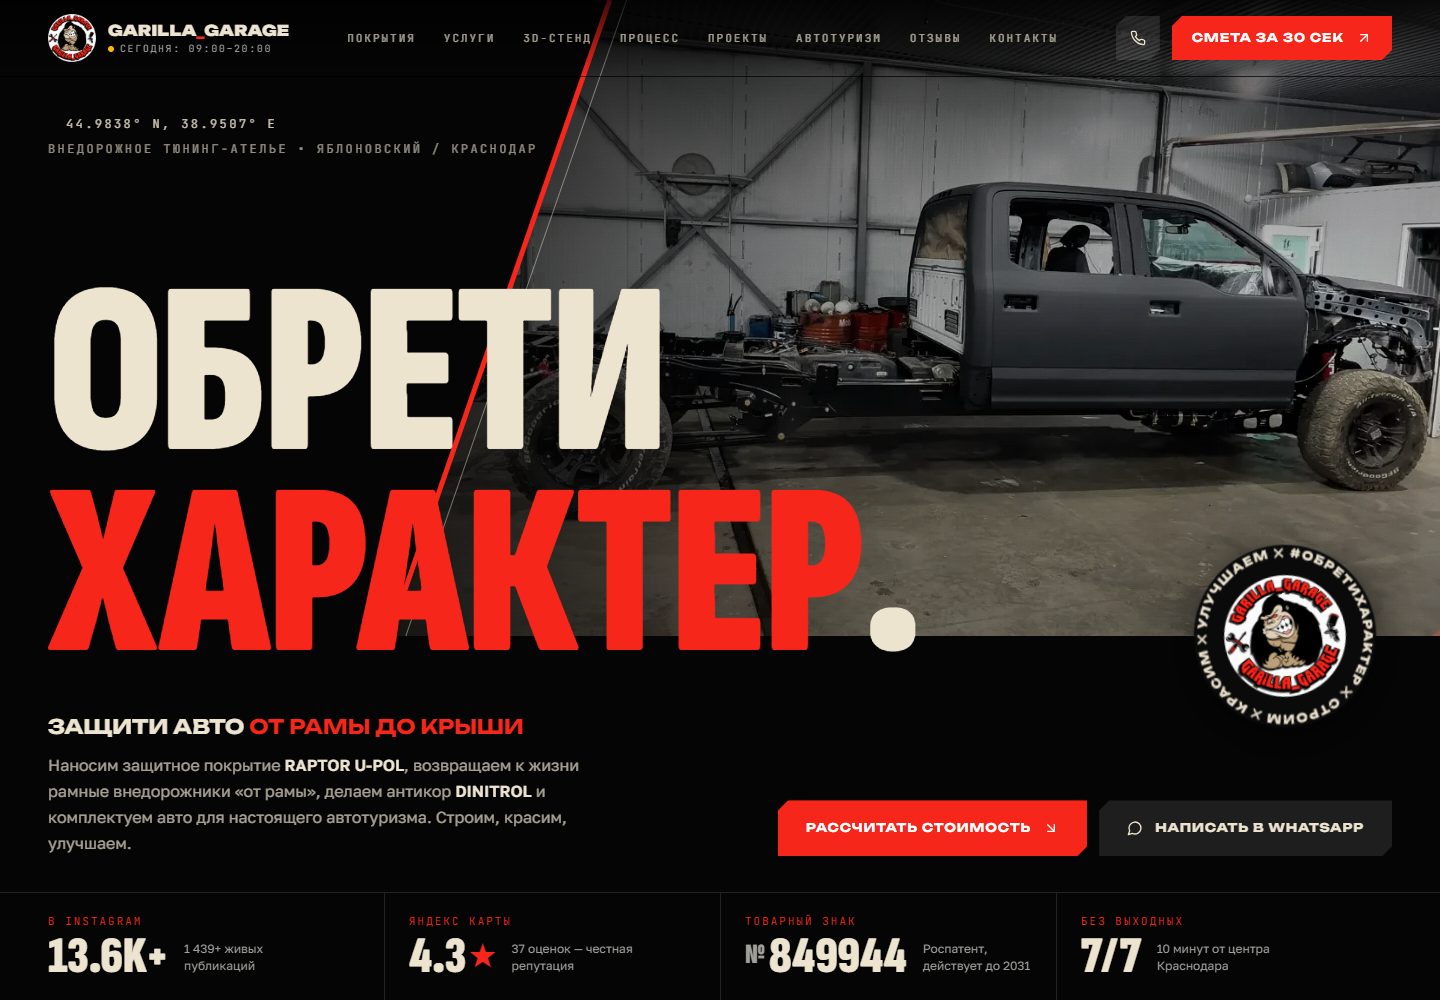 GARILLA_GARAGE
СЕГОДНЯ: 09:00–20:00
ПОКРЫТИЯ УСЛУГИ 3D-СТЕНД ПРОЦЕСС ПРОЕКТЫ АВТОТУРИЗМ ОТЗЫВЫ КОНТАКТЫ
СМЕТА ЗА 30 СЕК
44.9838° N, 38.9507° E
ВНЕДОРОЖНОЕ ТЮНИНГ-АТЕЛЬЕ • ЯБЛОНОВСКИЙ / КРАСНОДАР
ОБРЕТИ
ХАРАКТЕР.
#ОБРЕТИХАРАКТЕР × СТРОИМ × КРАСИМ × УЛУЧШАЕМ ×
GARILLA_GARAGE
GARILLA_GARAGE
ЗАЩИТИ АВТО ОТ РАМЫ ДО КРЫШИ
Наносим защитное покрытие RAPTOR U-POL, возвращаем к жизни
рамные внедорожники «от рамы», делаем антикор DINITROL и
комплектуем авто для настоящего автотуризма. Строим, красим,
улучшаем.
РАССЧИТАТЬ СТОИМОСТЬ
НАПИСАТЬ В WHATSAPP
В INSTAGRAM
13.6K+
1 439+ живых
публикаций
ЯНДЕКС КАРТЫ
4.3★
37 оценок — честная
репутация
ТОВАРНЫЙ ЗНАК
№849944
Роспатент,
действует до 2031
БЕЗ ВЫХОДНЫХ
7/7
10 минут от центра
Краснодара